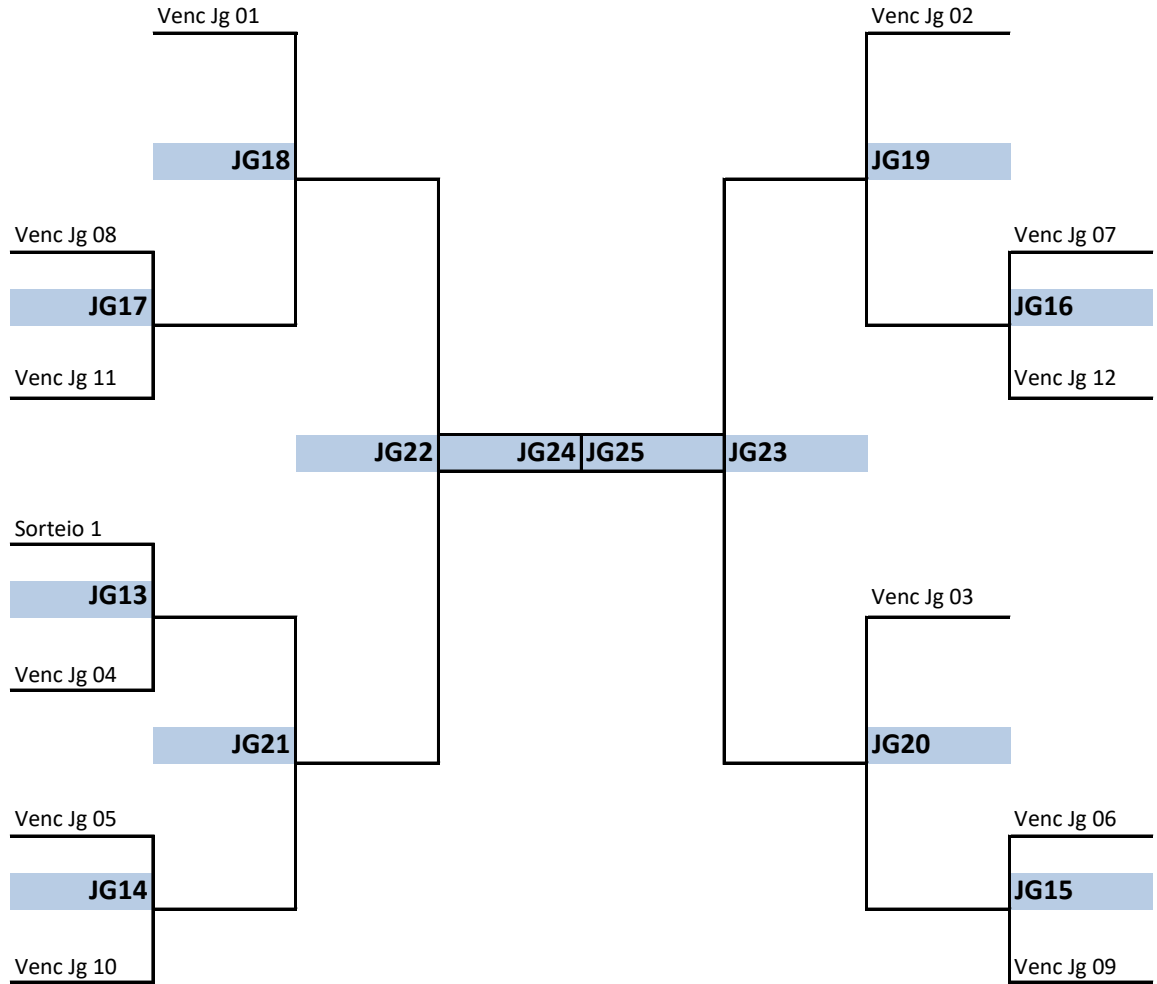 Venc Jg 01
Venc Jg 02
JG18
JG19
Venc Jg 08
Venc Jg 07
JG17
JG16
Venc Jg 11
Venc Jg 12
JG22
JG24
JG25
JG23
Sorteio 1
JG13
Venc Jg 03
Venc Jg 04
JG21
JG20
Venc Jg 05
Venc Jg 06
JG14
JG15
Venc Jg 10
Venc Jg 09